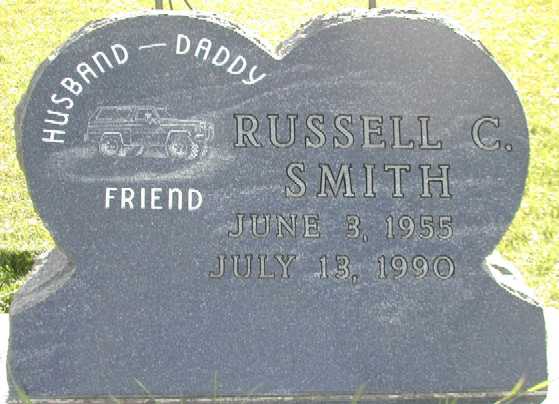 HUSBAND — DADDY
FRIEND
RUSSELL C.
SMITH
JUNE 3, 1955
JULY 13, 1990